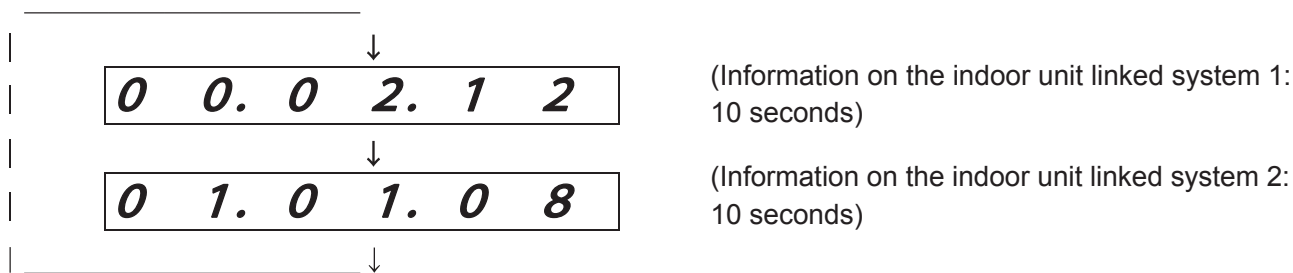 ↓
0 0. 0 2. 1 2
(Information on the indoor unit linked system 1:
10 seconds)
↓
0 1. 0 1. 0 8
(Information on the indoor unit linked system 2:
10 seconds)
↓